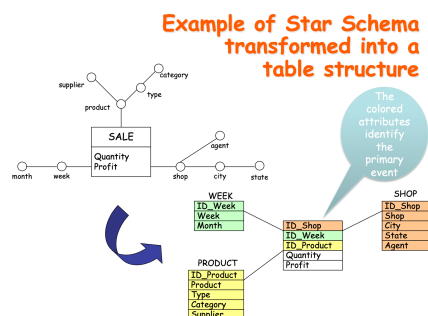 Example of Star Schema
transformed into a
table structure
category
supplier
type
product
SALE
Quantity
Profit
agent
month
week
shop
city
state
The
colored
attributes
identify
the
primary
event
WEEK
ID_Week
Week
Month
SHOP
ID_Shop
Shop
City
State
Agent
ID_Shop
ID_Week
ID_Product
Quantity
Profit
PRODUCT
ID_Product
Product
Type
Category
Supplier